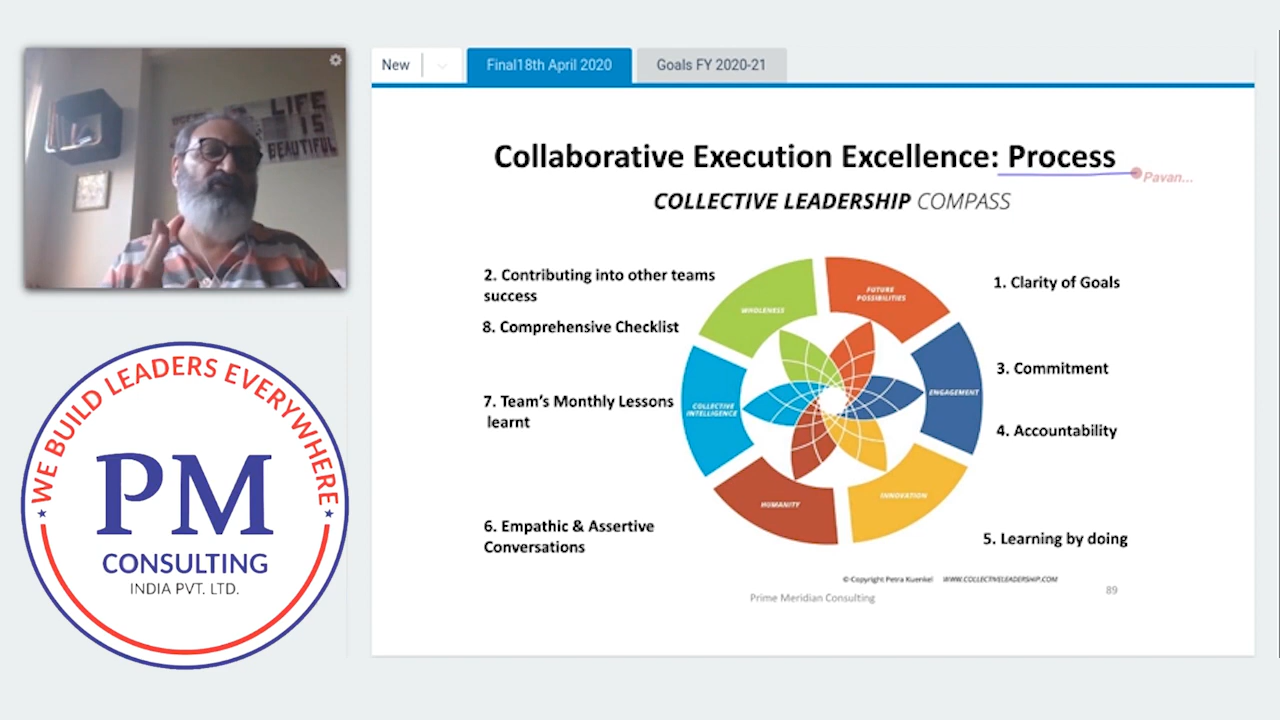 LIFE
IS
BEAUTIFUL
WE BUILD LEADERS EVERYWHERE
PM
CONSULTING
INDIA PVT. LTD.
New
Final18th April 2020
Goals FY 2020-21
Collaborative Execution Excellence: Process
Pavan...
COLLECTIVE LEADERSHIP COMPASS
2. Contributing into other teams
success
8. Comprehensive Checklist
7. Team's Monthly Lessons
learnt
6. Empathic & Assertive
Conversations
WHOLENESS
FUTURE
POSSIBILITIES
COLLECTIVE
INTELLIGENCE
ENGAGEMENT
HUMANITY
INNOVATION
1. Clarity of Goals
3. Commitment
4. Accountability
5. Learning by doing
©Copyright Petra Kuenkel WWW.COLLECTIVELEADERSHIP.COM
Prime Meridian Consulting
89